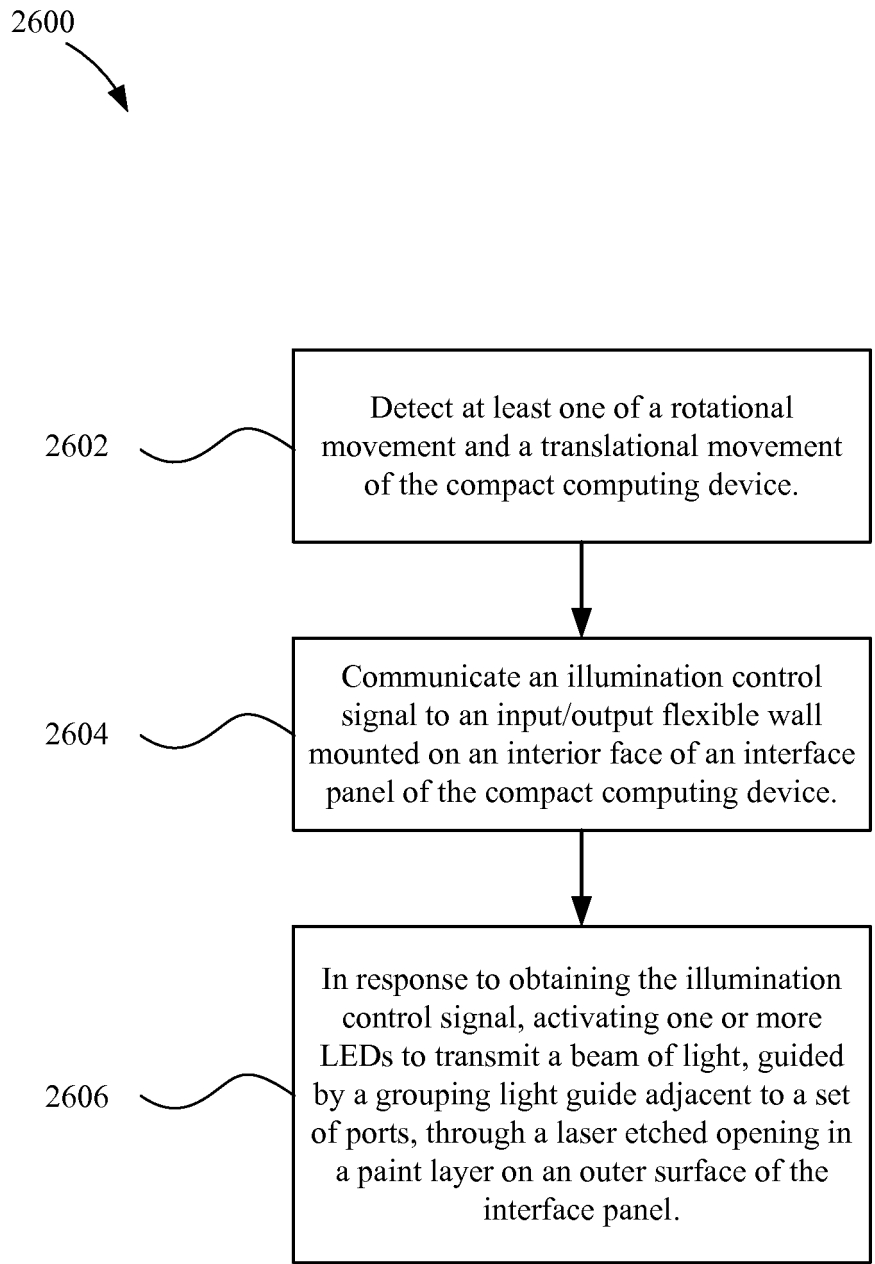 2600
2602
Detect at least one of a rotational
movement and a translational movement
of the compact computing device.
2604
Communicate an illumination control
signal to an input/output flexible wall
mounted on an interior face of an interface
panel of the compact computing device.
2606
In response to obtaining the illumination
control signal, activating one or more
LEDs to transmit a beam of light, guided
by a grouping light guide adjacent to a set
of ports, through a laser etched opening in
a paint layer on an outer surface of the
interface panel.